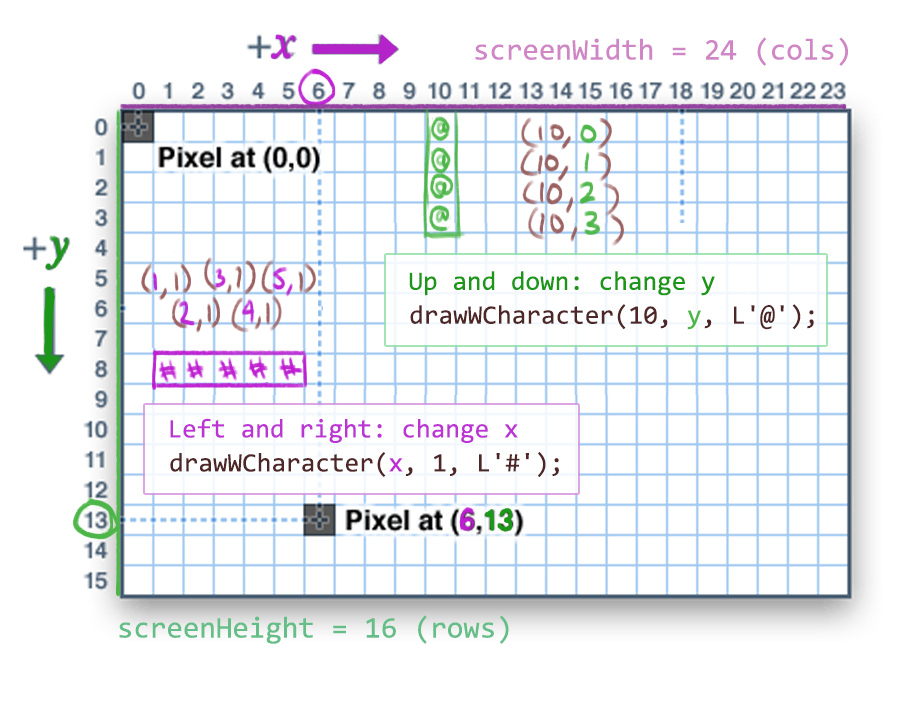 +x
screenWidth = 24 (cols)
0 1 2 3 4 5 6 7 8 9 10 11 12 13 14 15 16 17 18 19 20 21 22 23
+y
0
1
2
3
4
5
6
7
8
9
10
11
12
13
14
15
Pixel at (0,0)
@
@
@
@
(10, 0)
(10, 1)
(10, 2)
(10, 3)
(1,1) (3,1) (5,1)
(2,1) (4,1)
Up and down: change y
drawWCharacter(10, y, L'@');
# # # # #
Left and right: change x
drawWCharacter(x, 1, L'#');
Pixel at (6,13)
screenHeight = 16 (rows)